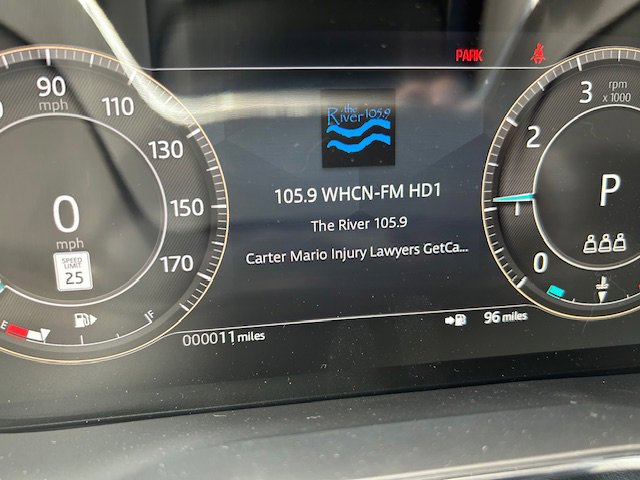 PARK
90
mph
110
130
150
170
0
mph
SPEED
LIMIT
25
E
F
000011 miles
the
River 105.9
105.9 WHCN-FM HD1
The River 105.9
Carter Mario Injury Lawyers GetCa...
96 miles
3
rpm
x 1000
2
1
0
P